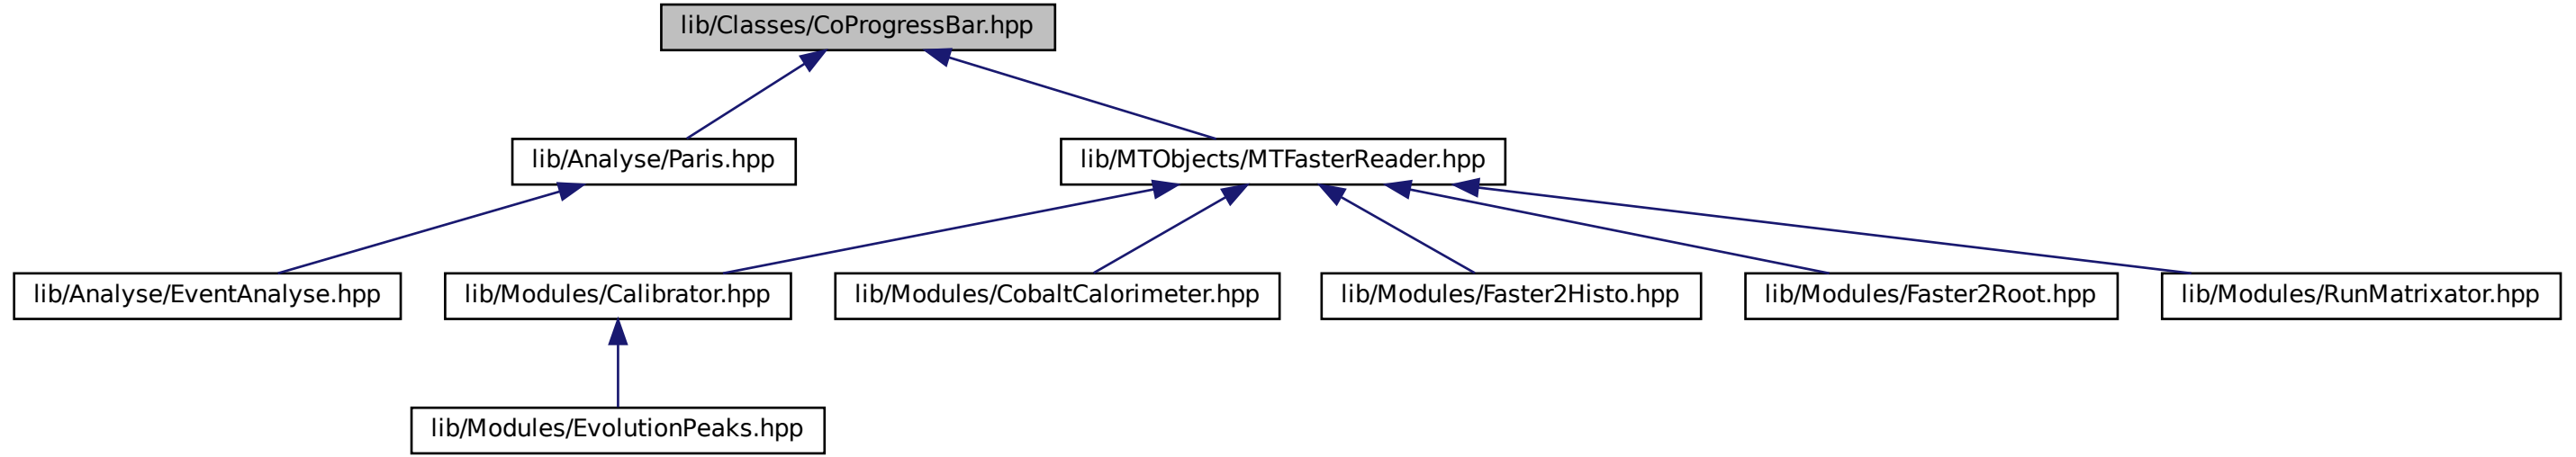 lib/Classes/CoProgressBar.hpp
lib/Analyse/Paris.hpp
lib/MTObjects/MTFasterReader.hpp
lib/Analyse/EventAnalyse.hpp
lib/Modules/Calibrator.hpp
lib/Modules/CobaltCalorimeter.hpp
lib/Modules/Faster2Histo.hpp
lib/Modules/Faster2Root.hpp
lib/Modules/RunMatrixator.hpp
lib/Modules/EvolutionPeaks.hpp